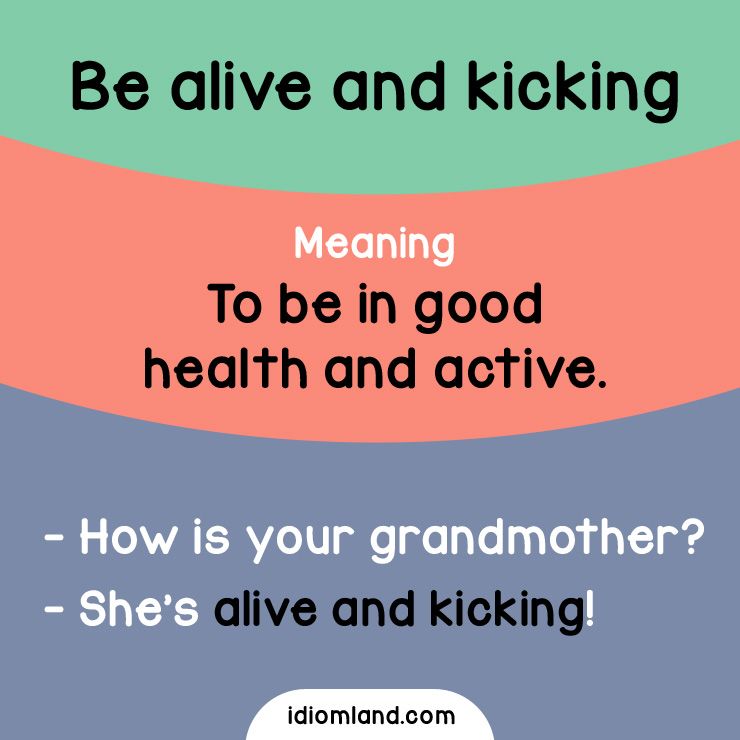 Be alive and kicking
Meaning
To be in good
health and active.
- How is your grandmother?
- She's alive and kicking!
idiomland.com